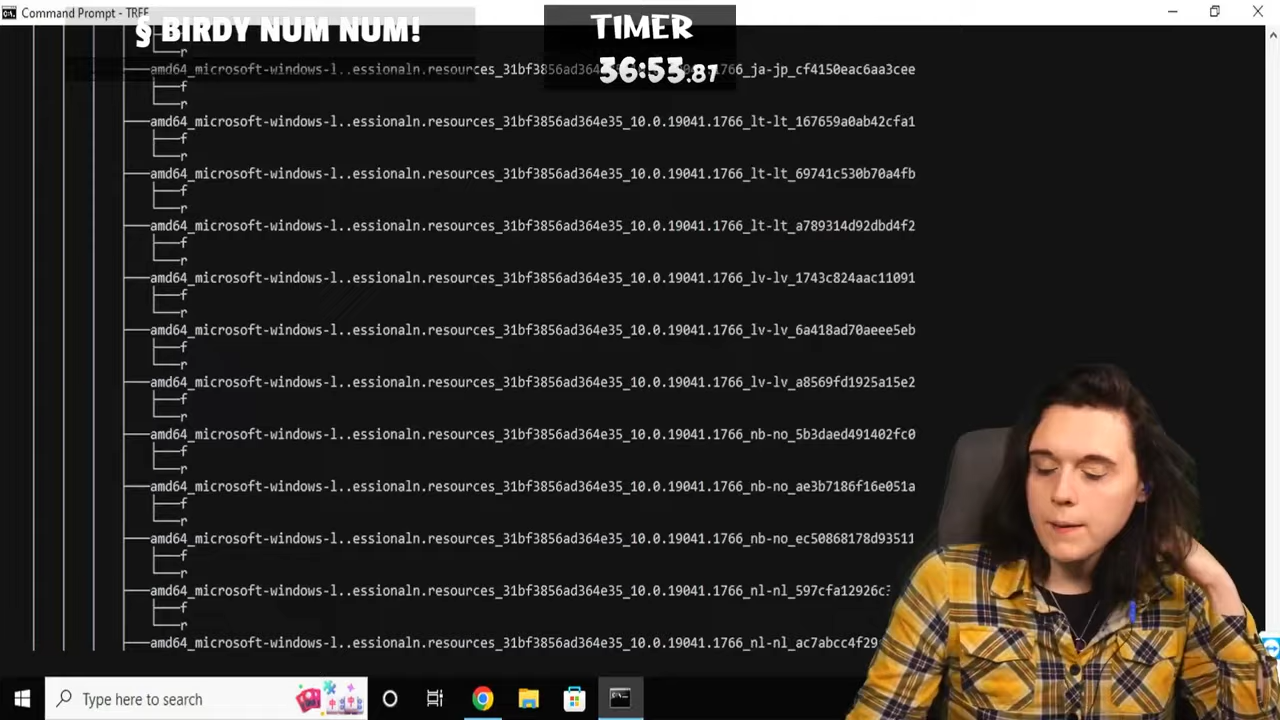 Command Prompt - TREE
§ BIRDY NUM NUM!
TIMER
36:53.87
r
amd64_microsoft-windows-l..essionaln.resources_31bf3856ad364e35_10.0.19041.1766_ja-jp_cf4150eac6aa3cee
f
r
amd64_microsoft-windows-l..essionaln.resources_31bf3856ad364e35_10.0.19041.1766_lt-lt_167659a0ab42cfa1
f
r
amd64_microsoft-windows-l..essionaln.resources_31bf3856ad364e35_10.0.19041.1766_lt-lt_69741c530b70a4fb
f
r
amd64_microsoft-windows-l..essionaln.resources_31bf3856ad364e35_10.0.19041.1766_lt-lt_a789314d92dbd4f2
f
r
amd64_microsoft-windows-l..essionaln.resources_31bf3856ad364e35_10.0.19041.1766_lv-lv_1743c824aac11091
f
r
amd64_microsoft-windows-l..essionaln.resources_31bf3856ad364e35_10.0.19041.1766_lv-lv_6a418ad70aeee5eb
f
r
amd64_microsoft-windows-l..essionaln.resources_31bf3856ad364e35_10.0.19041.1766_lv-lv_a8569fd1925a15e2
f
r
amd64_microsoft-windows-l..essionaln.resources_31bf3856ad364e35_10.0.19041.1766_nb-no_5b3daed491402fc0
f
r
amd64_microsoft-windows-l..essionaln.resources_31bf3856ad364e35_10.0.19041.1766_nb-no_ae3b7186f16e051a
f
r
amd64_microsoft-windows-l..essionaln.resources_31bf3856ad364e35_10.0.19041.1766_nb-no_ec50868178d93511
f
r
amd64_microsoft-windows-l..essionaln.resources_31bf3856ad364e35_10.0.19041.1766_nl-nl_597cfa12926c
f
r
amd64_microsoft-windows-l..essionaln.resources_31bf3856ad364e35_10.0.19041.1766_nl-nl_ac7abcc4f29
Type here to search